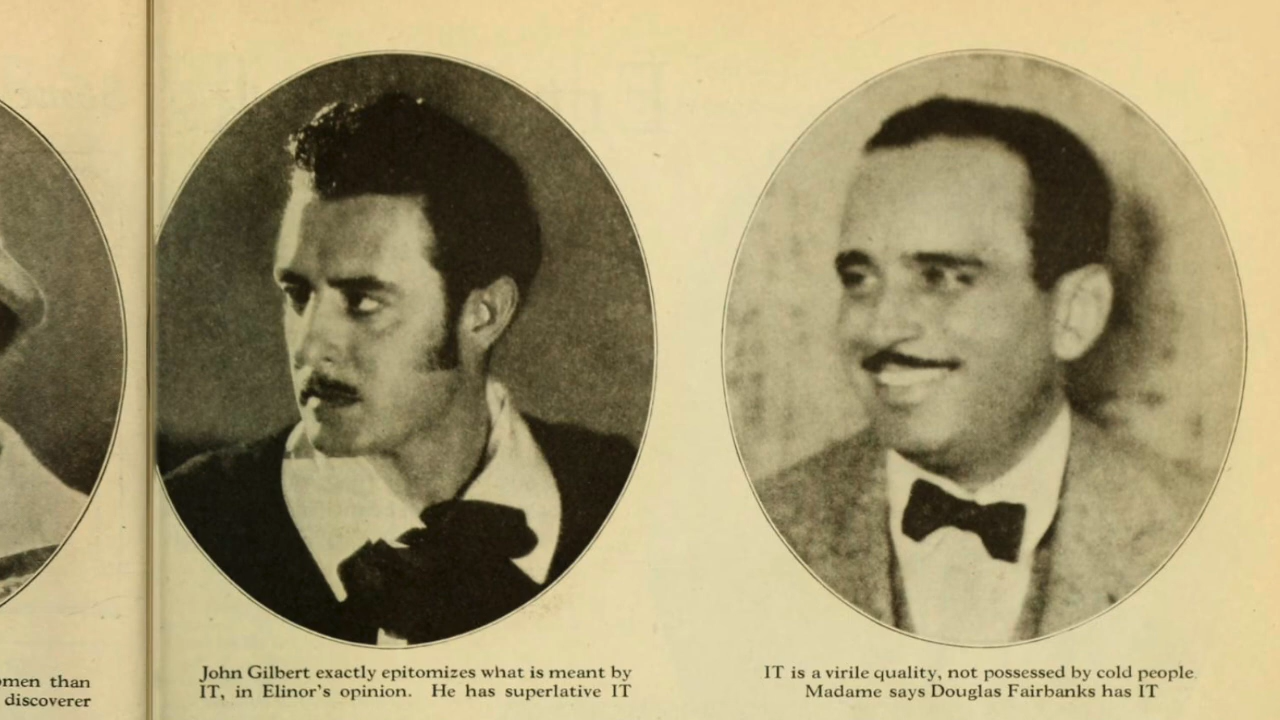 omen than
discoverer
John Gilbert exactly epitomizes what is meant by
IT, in Elinor's opinion. He has superlative IT
IT is a virile quality, not possessed by cold people
Madame says Douglas Fairbanks has IT